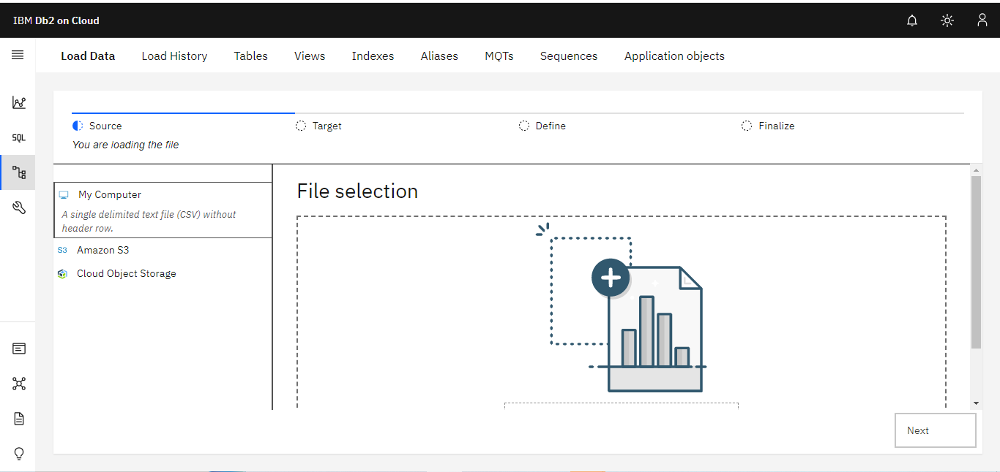 IBM Db2 on Cloud
Load Data Load History Tables Views Indexes Aliases MQTs Sequences Application objects
SQL
Source Target Define Finalize
You are loading the file
File selection
My Computer
A single delimited text file (CSV) without
header row.
S3 Amazon S3
Cloud Object Storage
Next